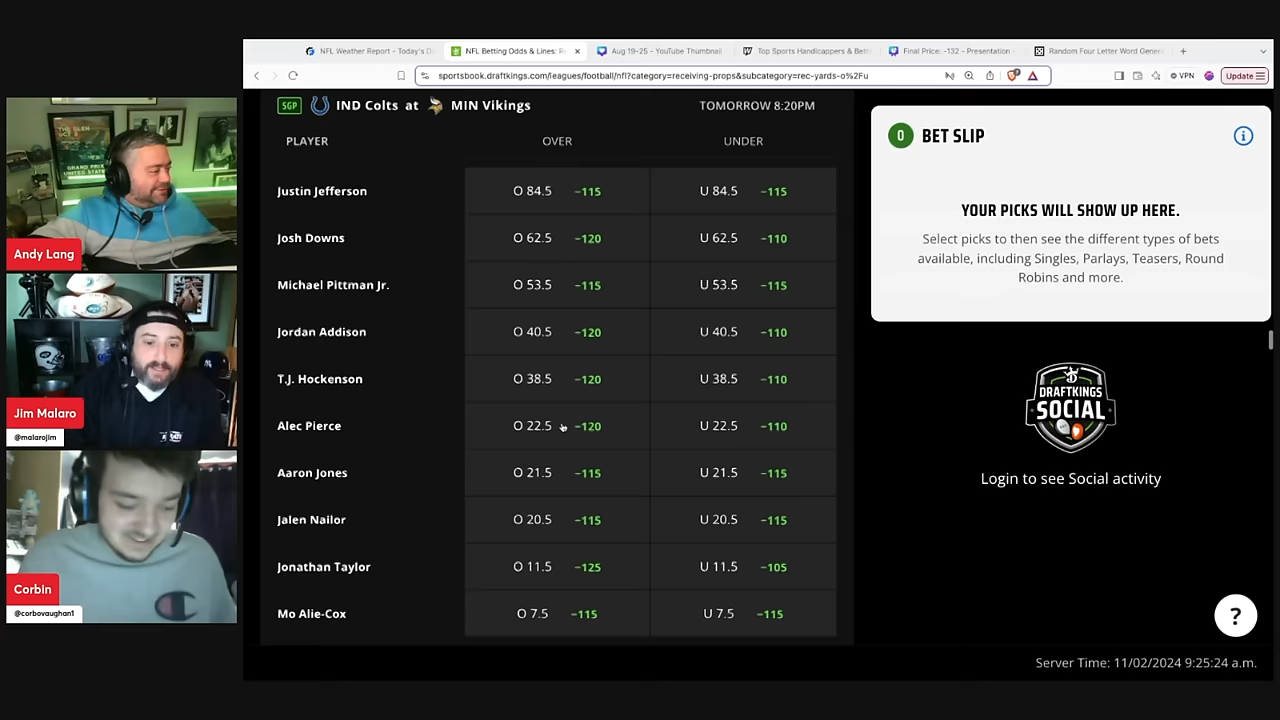 NFL Weather Report - Today's
NFL Betting Odds & Lines:
Aug 19-25 - YouTube Thumbnail
Top Sports Handicappers & Bett
Final Price: -132 - Presentation -
Random Four Letter Word Gener
sportsbook.draftkings.com/leagues/football/nfl?category=receiving-props&subcategory=rec-yards-o%2Fu
VPN
Update
SGP IND Colts at MIN Vikings TOMORROW 8:20PM
PLAYER OVER UNDER
Justin Jefferson O 84.5 -115 U 84.5 -115
Josh Downs O 62.5 -120 U 62.5 -110
Michael Pittman Jr. O 53.5 -115 U 53.5 -115
Jordan Addison O 40.5 -120 U 40.5 -110
T.J. Hockenson O 38.5 -120 U 38.5 -110
Alec Pierce O 22.5 -120 U 22.5 -110
Aaron Jones O 21.5 -115 U 21.5 -115
Jalen Nailor O 20.5 -115 U 20.5 -115
Jonathan Taylor O 11.5 -125 U 11.5 -105
Mo Alie-Cox O 7.5 -115 U 7.5 -115
0 BET SLIP
YOUR PICKS WILL SHOW UP HERE.
Select picks to then see the different types of bets
available, including Singles, Parlays, Teasers, Round
Robins and more.
DRAFTKINGS
SOCIAL
Login to see Social activity
?
Server Time: 11/02/2024 9:25:24 a.m.
THE GLEN
GRAND PRIX
UNITED STATES
Andy Lang
Jim Malaro
@malarojim
Corbin
@corbovaughan1